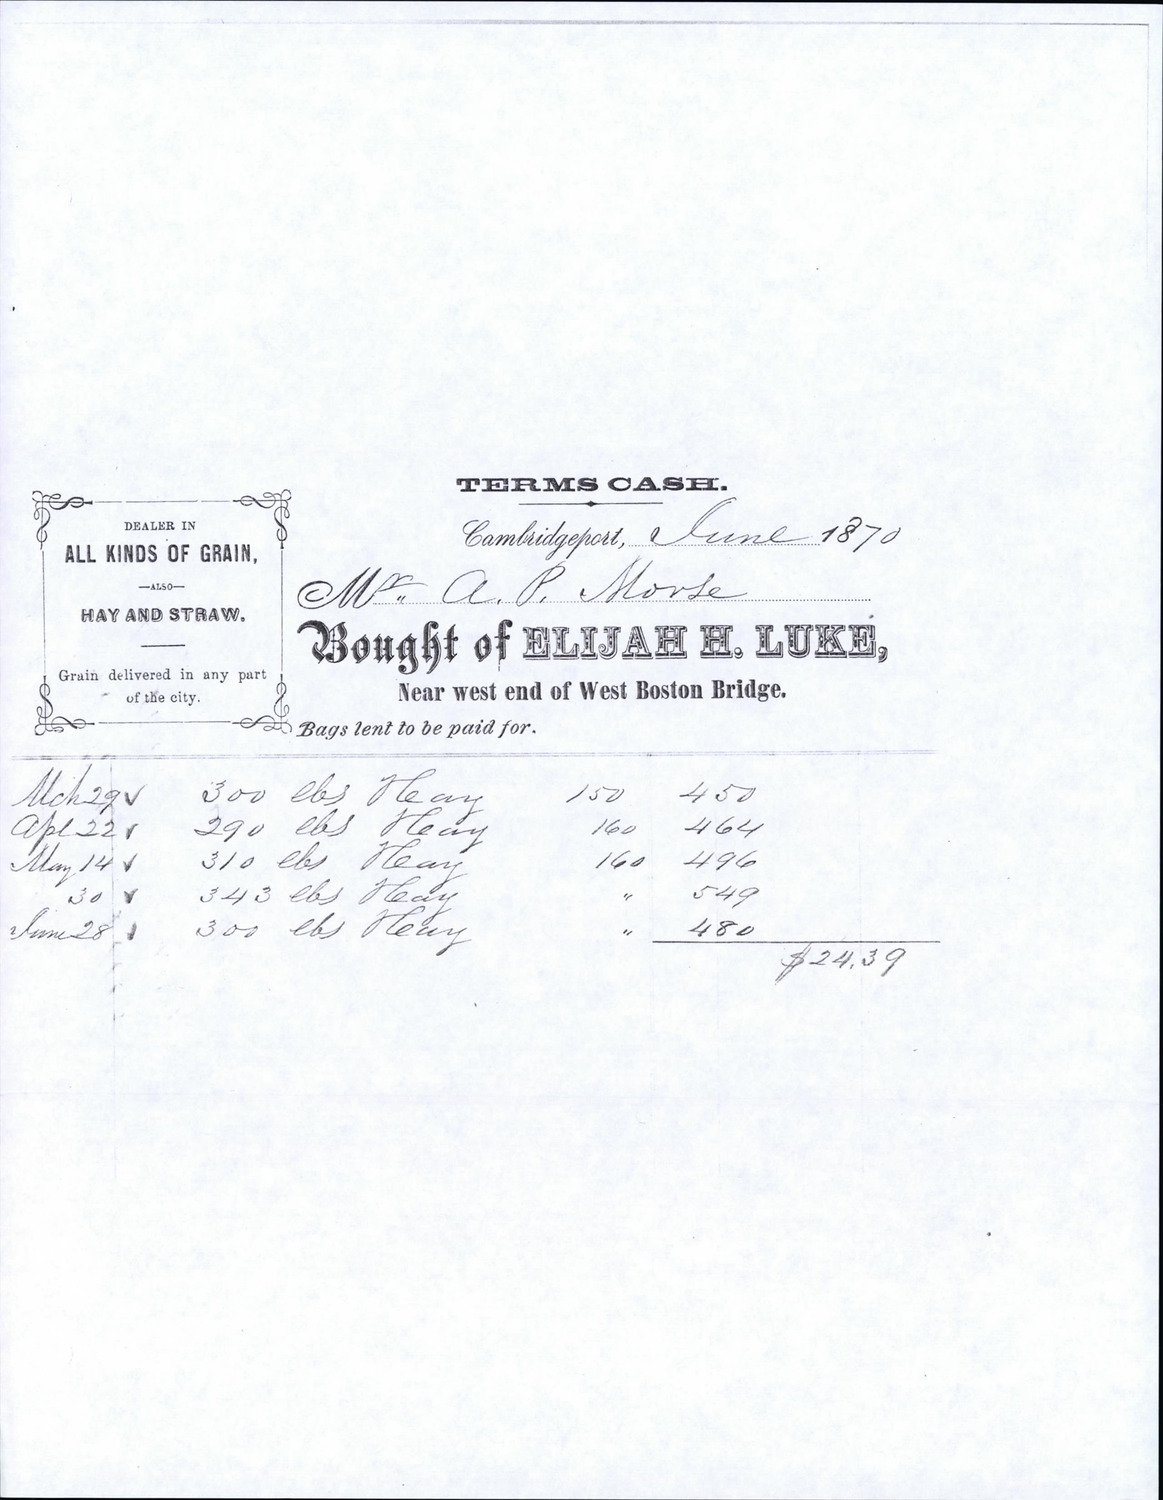 TERMS CASH.
Cambridgeport, June 1870
Mr. A. P. Morse
Bought of ELIJAH H. LUKE,
Near west end of West Boston Bridge.
Bags lent to be paid for.
DEALER IN
ALL KINDS OF GRAIN,
—ALSO—
HAY AND STRAW.
Grain delivered in any part
of the city.
Mch 29 ✓ 300 lbs Hay 150 450
Apl 22 ✓ 290 lbs Hay 160 464
May 14 ✓ 310 lbs Hay 160 496
30 ✓ 343 lbs Hay " 549
June 28 ✓ 300 lbs Hay " 480
$24.39